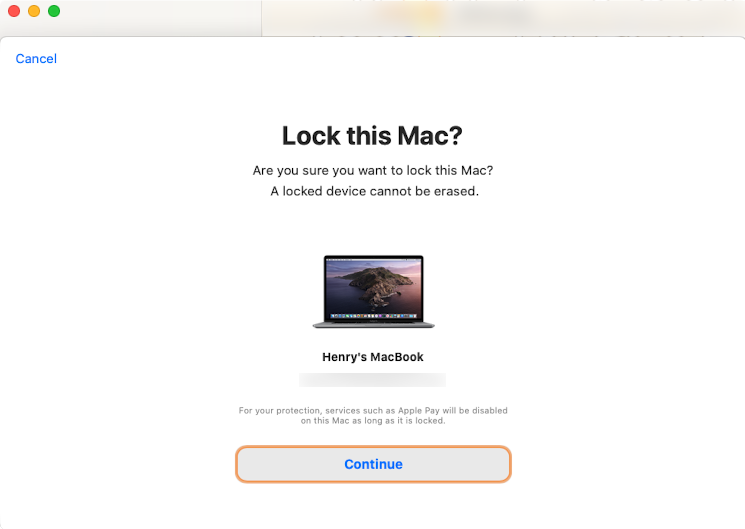 Cancel
Lock this Mac?
Are you sure you want to lock this Mac?
A locked device cannot be erased.
Henry's MacBook
For your protection, services such as Apple Pay will be disabled
on this Mac as long as it is locked.
Continue